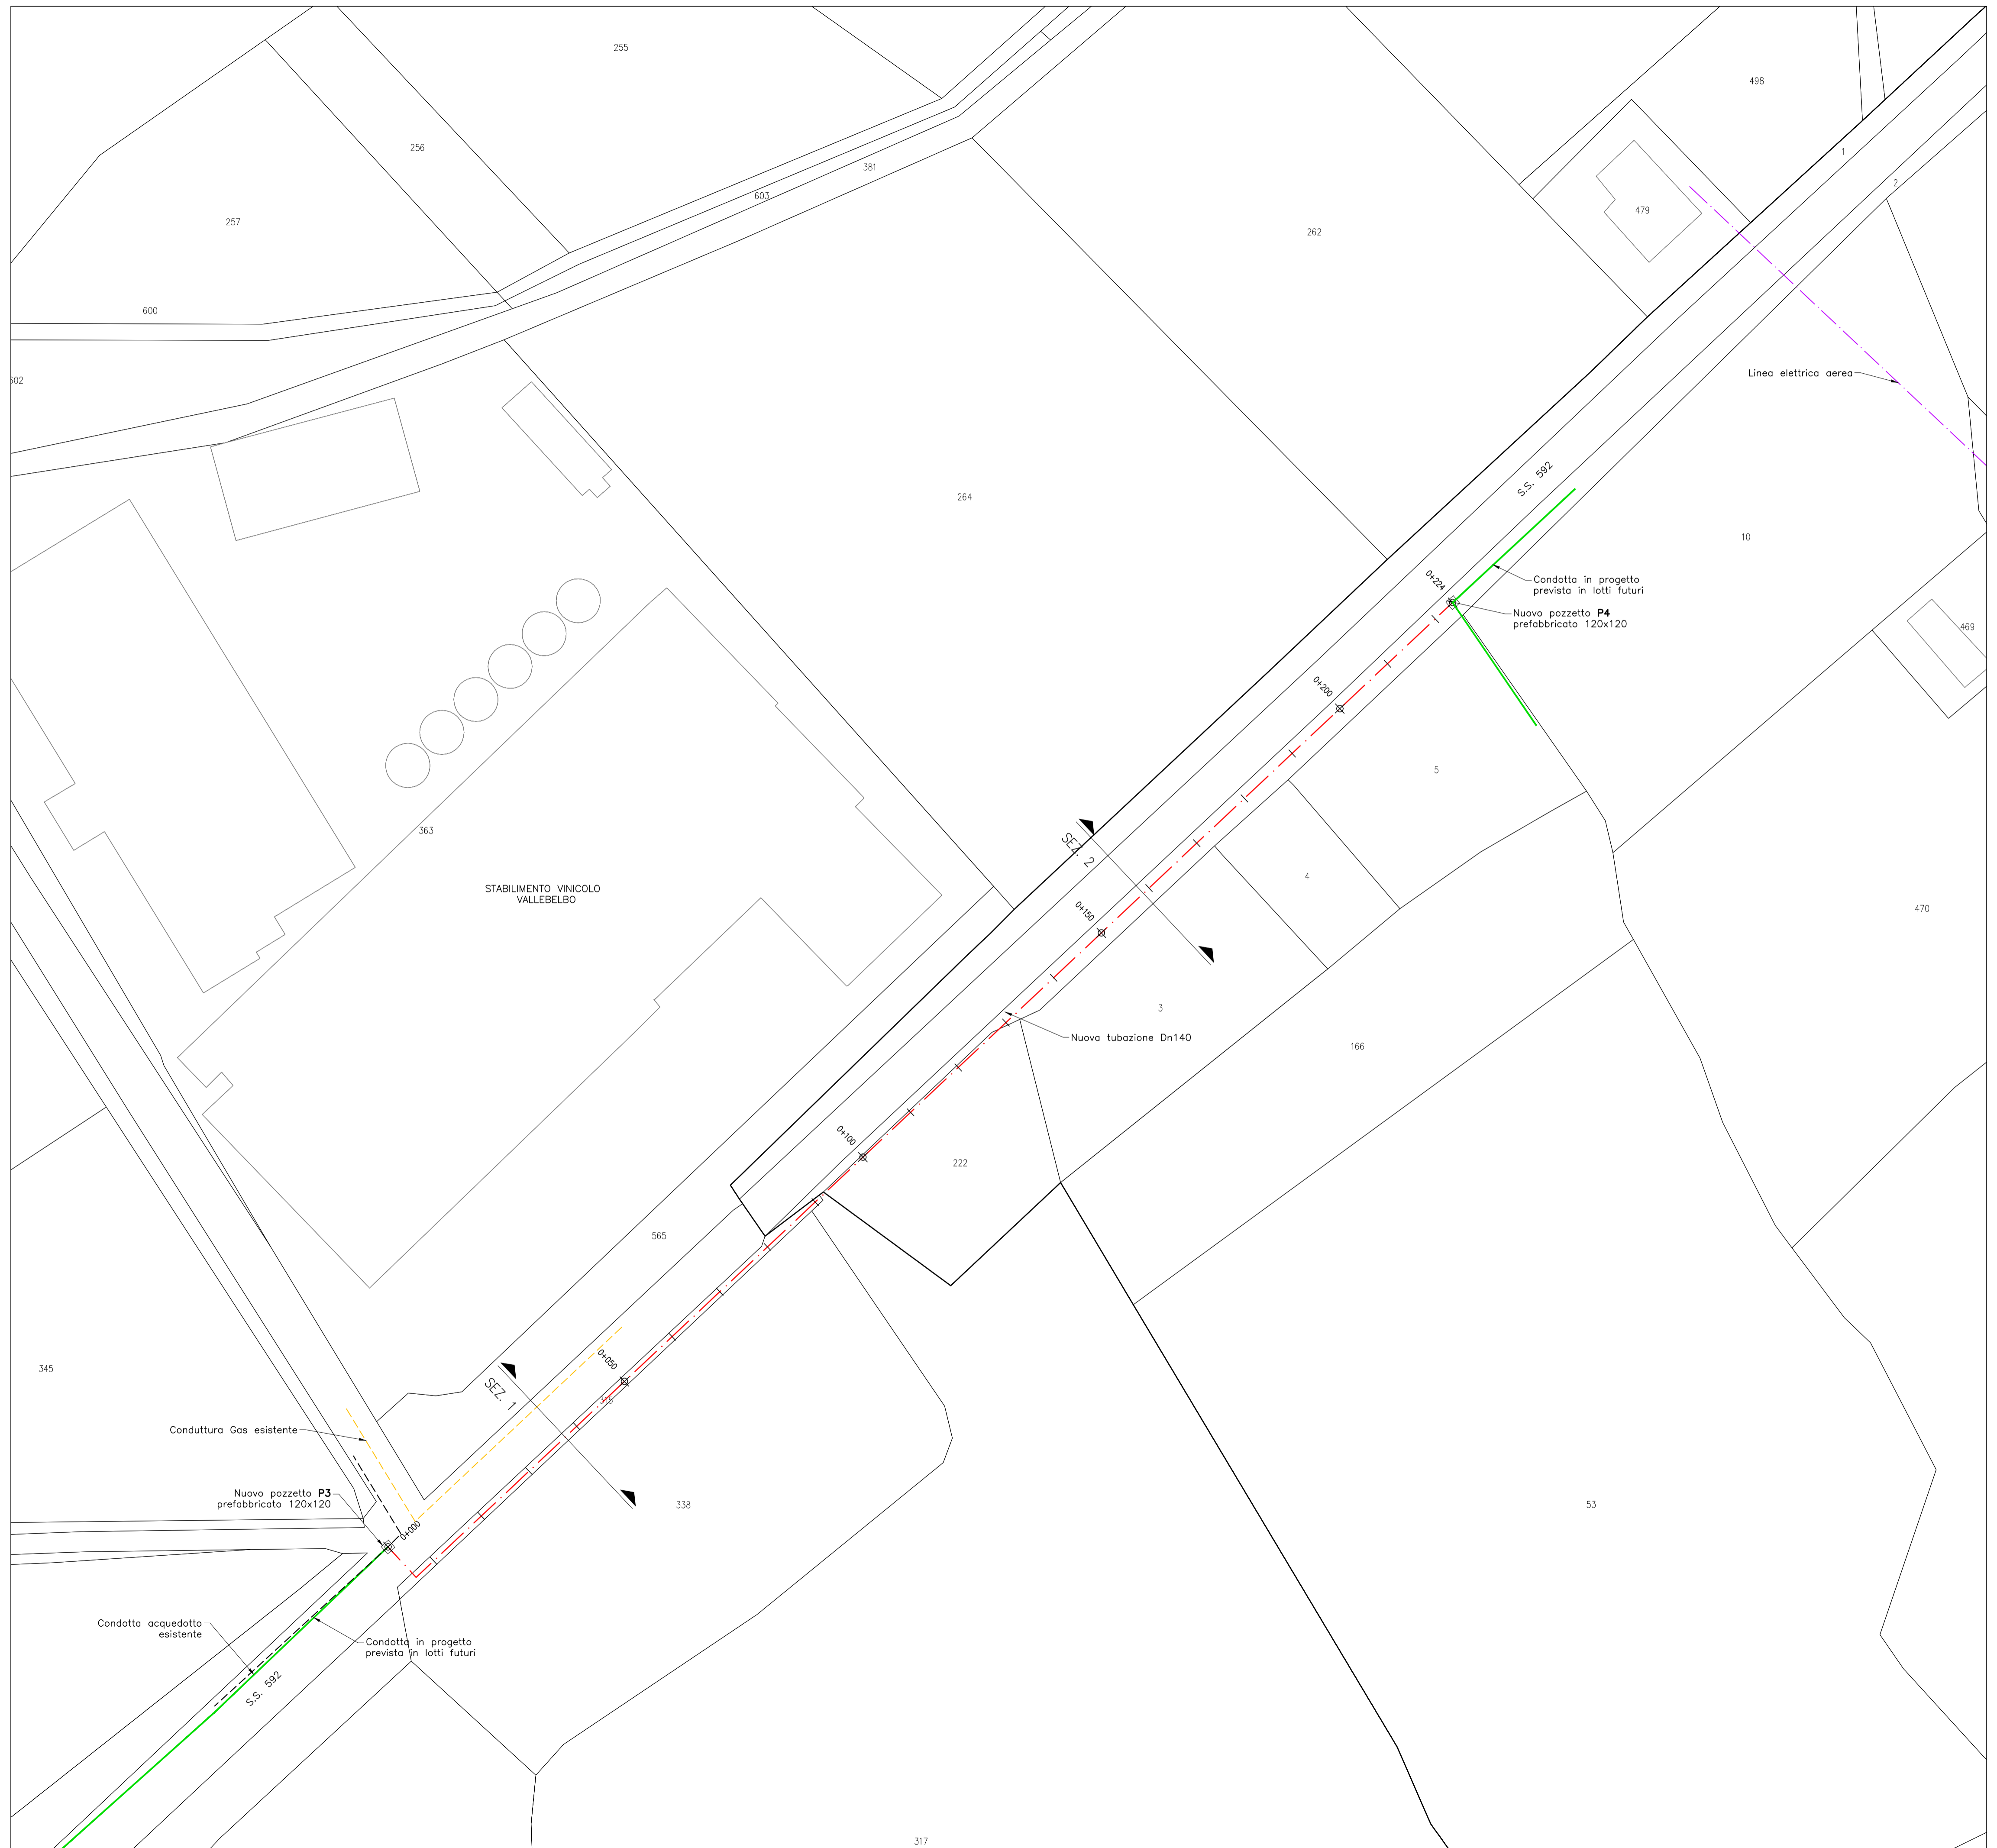 255
498
256
1
381
2
603
257
262
479
600
602
Linea elettrica aerea
S.S. 592
264
10
0+224
Condotta in progetto
prevista in lotti futuri
Nuovo pozzetto P4
prefabbricato 120x120
469
0+200
5
363
SEZ. 2
4
STABILIMENTO VINICOLO
VALLEBELBO
0+150
470
3
Nuova tubazione Dn140
166
0+100
222
565
0+050
345
SEZ. 1
315
Conduttura Gas esistente
Nuovo pozzetto P3
prefabbricato 120x120
338
53
0+000
Condotta acquedotto
esistente
Condotta in progetto
prevista in lotti futuri
S.S. 592
317